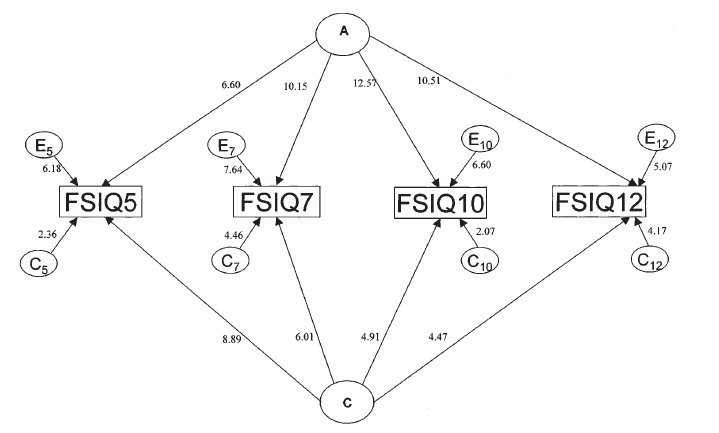 A
6.60
10.15
12.57
10.51
E5
E7
E10
E12
6.18
7.64
6.60
5.07
FSIQ5
FSIQ7
FSIQ10
FSIQ12
2.36
4.46
2.07
4.17
C5
C7
C10
C12
8.89
6.01
4.91
4.47
C